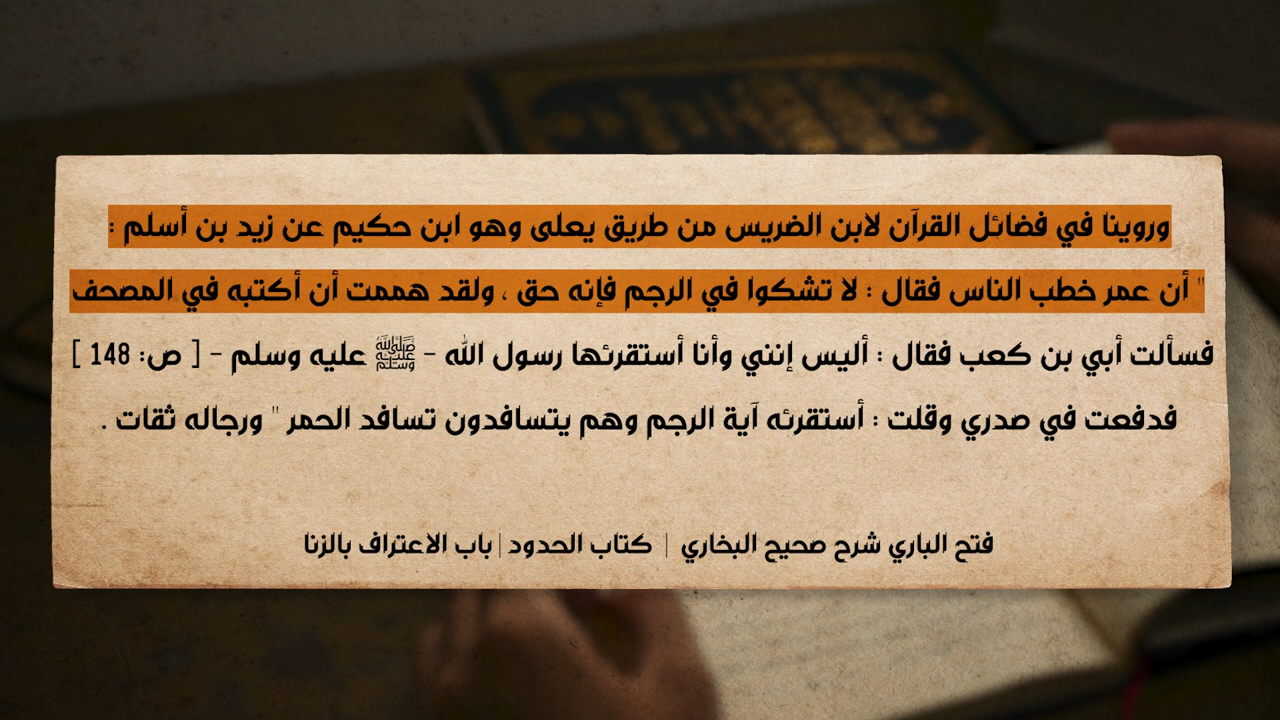 وروينا في فضائل القرآن لابن الضريس من طريق يعلى وهو ابن حكيم عن زيد بن أسلم :
" أن عمر خطب الناس فقال : لا تشكوا في الرجم فإنه حق ، ولقد هممت أن أكتبه في المصحف
فسألت أبي بن كعب فقال : أليس إنني وأنا أستقرئها رسول الله - ﷺ عليه وسلم - [ ص: 148 ]
فدفعت في صدري وقلت : أستقرئه آية الرجم وهم يتسافدون تسافد الحمر " ورجاله ثقات .
فتح الباري شرح صحيح البخاري | كتاب الحدود | باب الاعتراف بالزنا